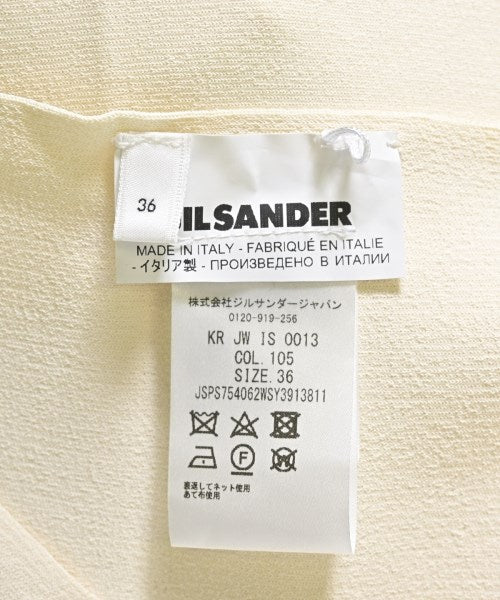 36
JIL SANDER
MADE IN ITALY - FABRIQUÉ EN ITALIE
- イタリア製 - ПРОИЗВЕДЕНО В ИТАЛИИ
株式会社ジルサンダージャパン
0120-919-256
KR JW IS 0013
COL.105
SIZE.36
JSPS754062WSY3913811
F
W
裏返してネット使用
あて布使用